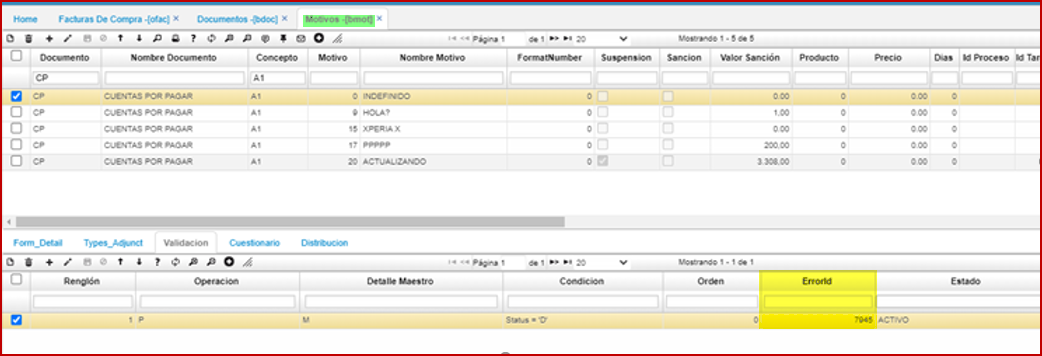 Home Facturas De Compra -[ofac] × Documentos -[bdoc] × Motivos -[bmot] ×
Página 1 de 1 20 Mostrando 1 - 5 de 5
Documento Nombre Documento Concepto Motivo Nombre Motivo FormatNumber Suspension Sancion Valor Sanción Producto Precio Dias Id Proceso Id Tar
CP A1
CP CUENTAS POR PAGAR A1 0 INDEFINIDO 0 0.00 0 0.00 0
CP CUENTAS POR PAGAR A1 9 HOLA? 0 1,00 0 0.00 0
CP CUENTAS POR PAGAR A1 15 XPERIA X 0 0.00 0 0.00 0
CP CUENTAS POR PAGAR A1 17 PPPPP 0 200,00 0 0.00 0
CP CUENTAS POR PAGAR A1 20 ACTUALIZANDO 0 3.308,00 0 0.00 0
Form_Detail Types_Adjunct Validacion Cuestionario Distribucion
Página 1 de 1 20 Mostrando 1 - 1 de 1
Renglón Operacion Detalle Maestro Condicion Orden ErrorId Estado
1 P M Status = 'D' 0 7945 ACTIVO